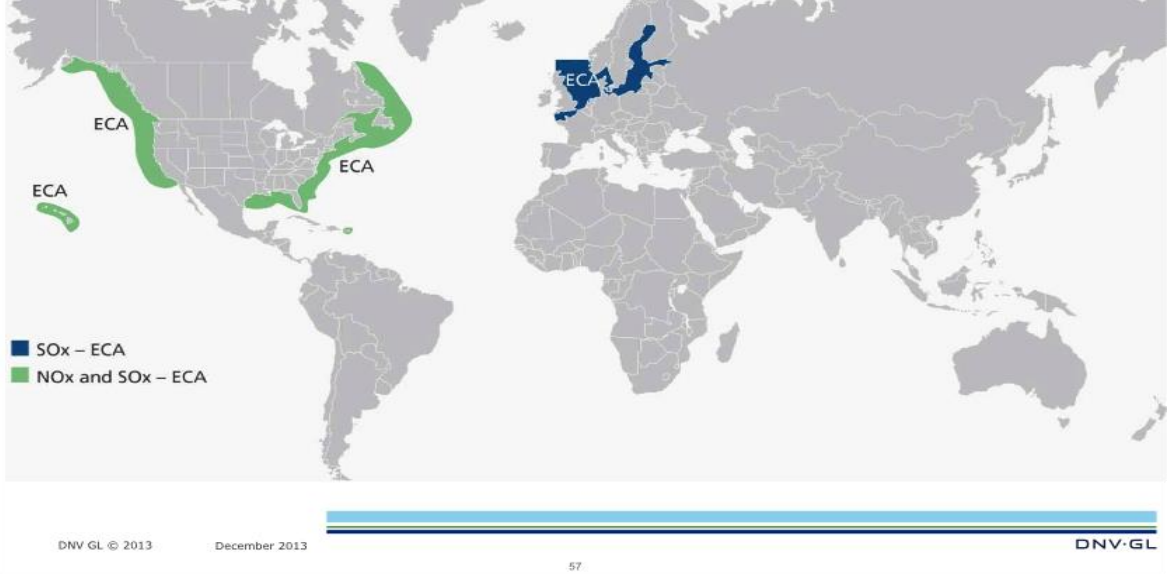 ECA
ECA
ECA
ECA
SOx – ECA
NOx and SOx – ECA
DNV GL © 2013
December 2013
DNV·GL
57